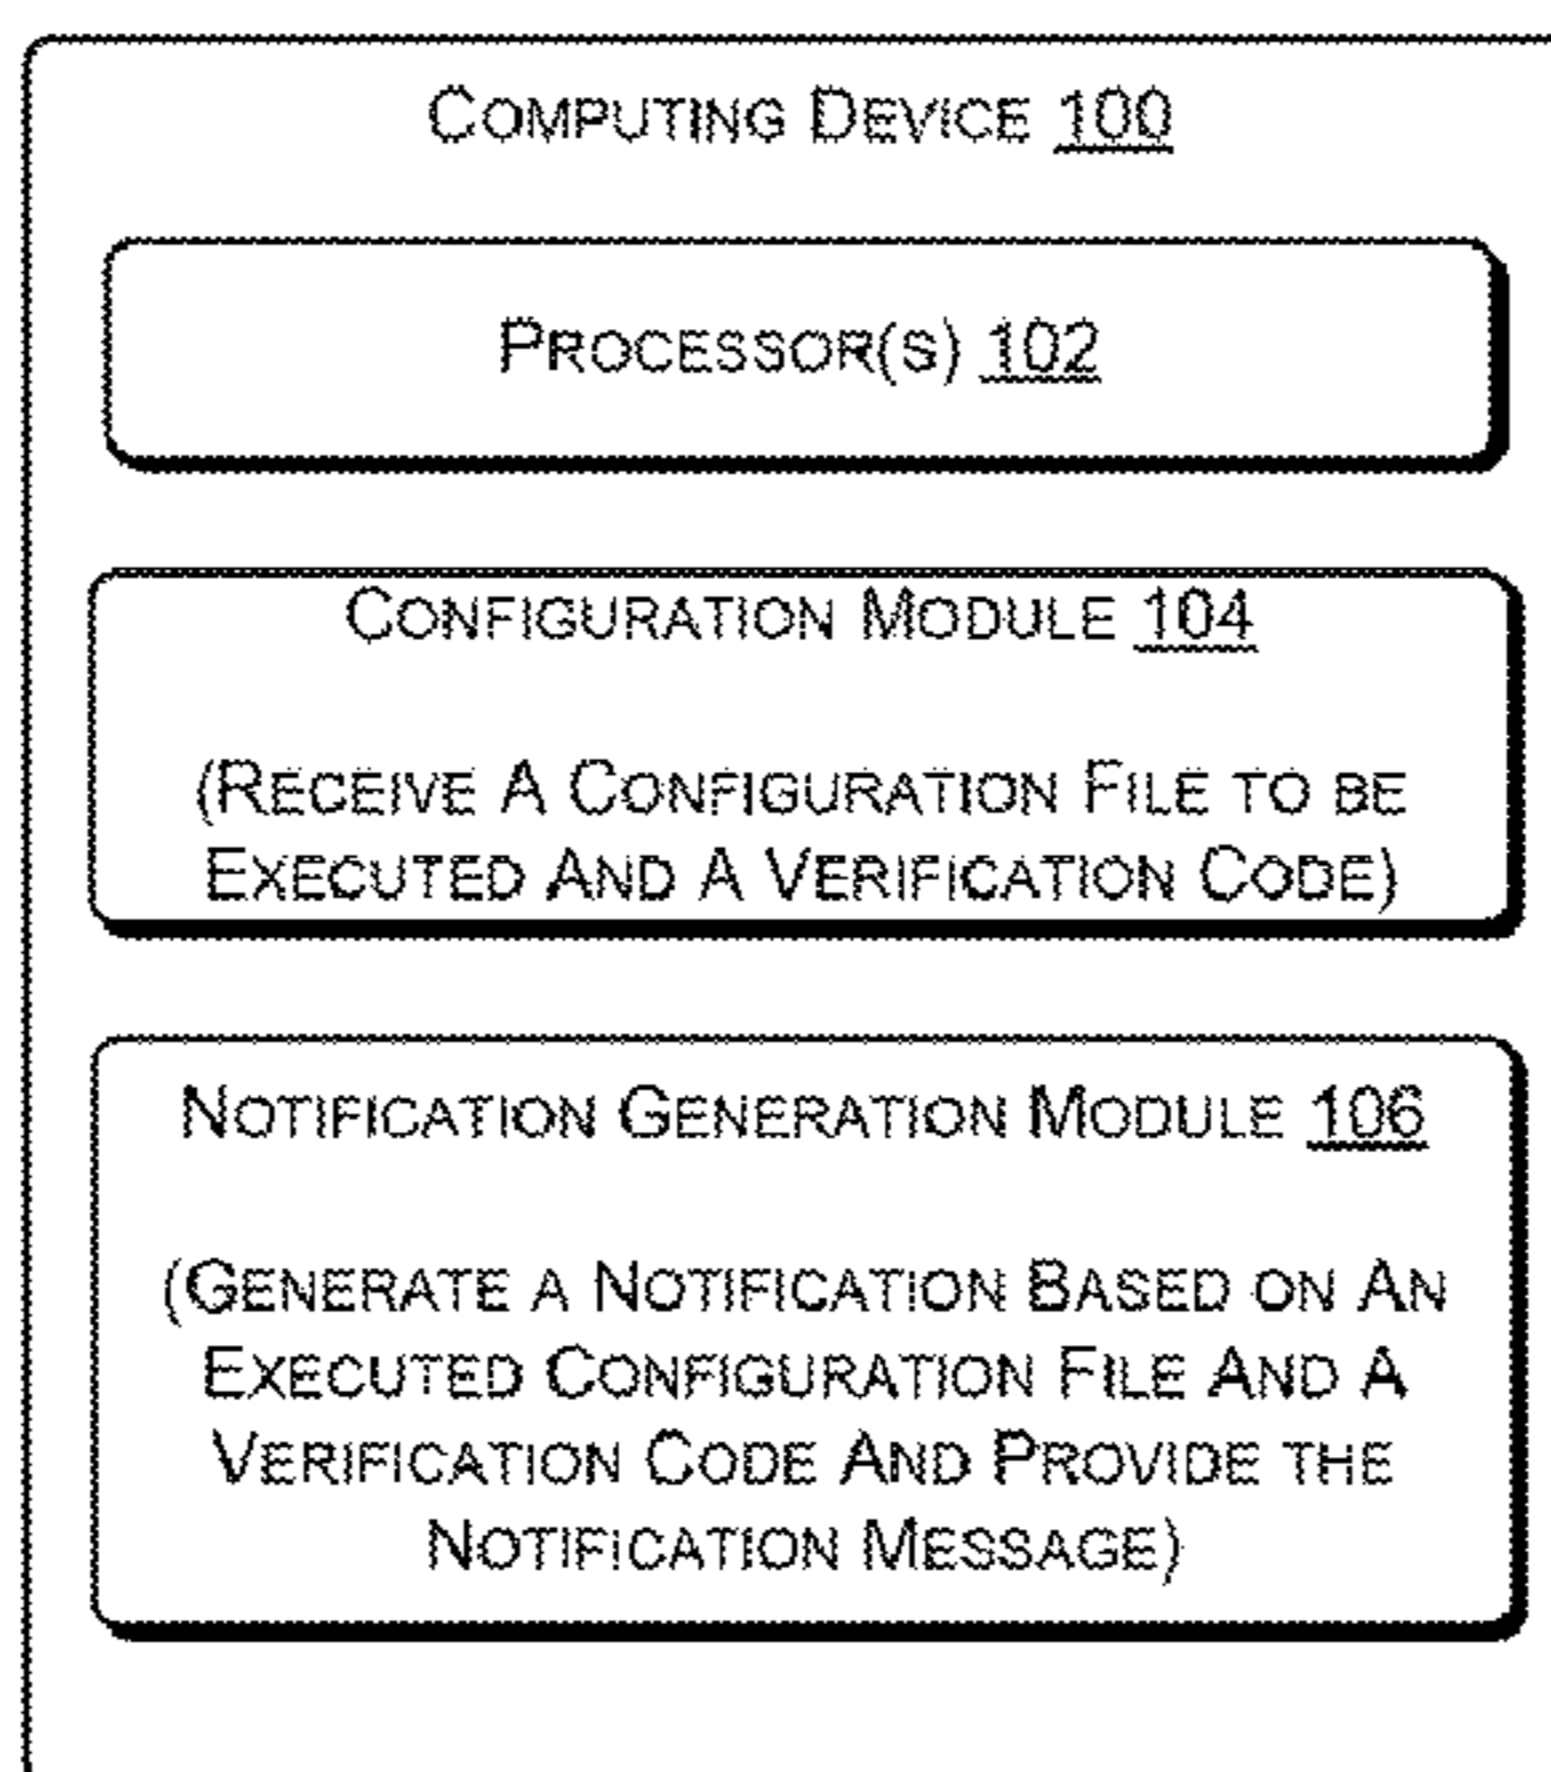 COMPUTING DEVICE 100
PROCESSOR(S) 102
CONFIGURATION MODULE 104
(RECEIVE A CONFIGURATION FILE TO BE
EXECUTED AND A VERIFICATION CODE)
NOTIFICATION GENERATION MODULE 106
(GENERATE A NOTIFICATION BASED ON AN
EXECUTED CONFIGURATION FILE AND A
VERIFICATION CODE AND PROVIDE THE
NOTIFICATION MESSAGE)